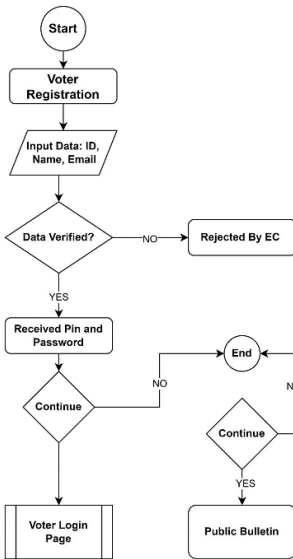 Start
Voter
Registration
Input Data: ID,
Name, Email
Data Verified?
NO
Rejected By EC
YES
Received Pin and
Password
End
NO
Continue
Continue
YES
Voter Login
Page
Public Bulletin